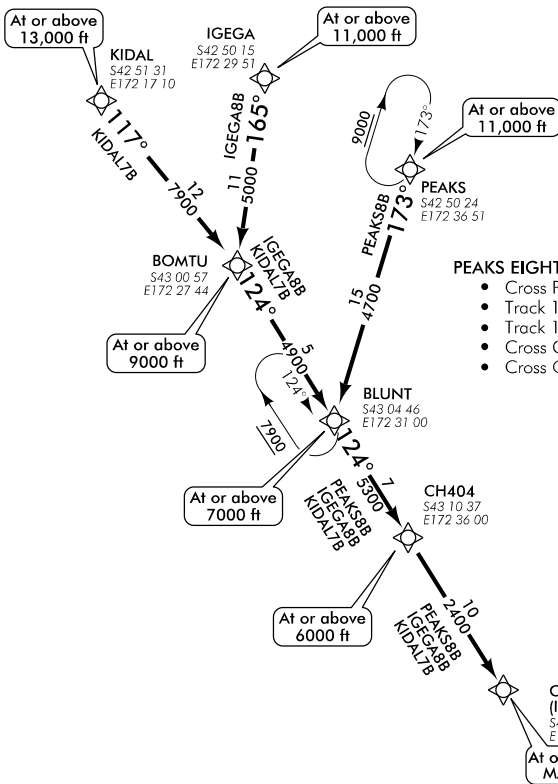 At or above
13,000 ft
KIDAL
S42 51 31
E172 17 10
IGEGA
S42 50 15
E172 29 51
At or above
11,000 ft
9000
173°
At or above
11,000 ft
PEAKS
S42 50 24
E172 36 51
117°
KIDAL7B
12
7900
165°
IGEGA8B
11
5000
173°
PEAKS8B
15
4700
BOMTU
S43 00 57
E172 27 44
At or above
9000 ft
IGEGA8B
KIDAL7B
124°
5
4900
PEAKS EIGHT
• Cross
• Track 1
• Track 1
• Cross
• Cross
124°
7900
BLUNT
S43 04 46
E172 31 00
At or above
7000 ft
124°
7
5300
PEAKS8B
IGEGA8B
KIDAL7B
CH404
S43 10 37
E172 36 00
At or above
6000 ft
10
2400
PEAKS8B
IGEGA8B
KIDAL7B